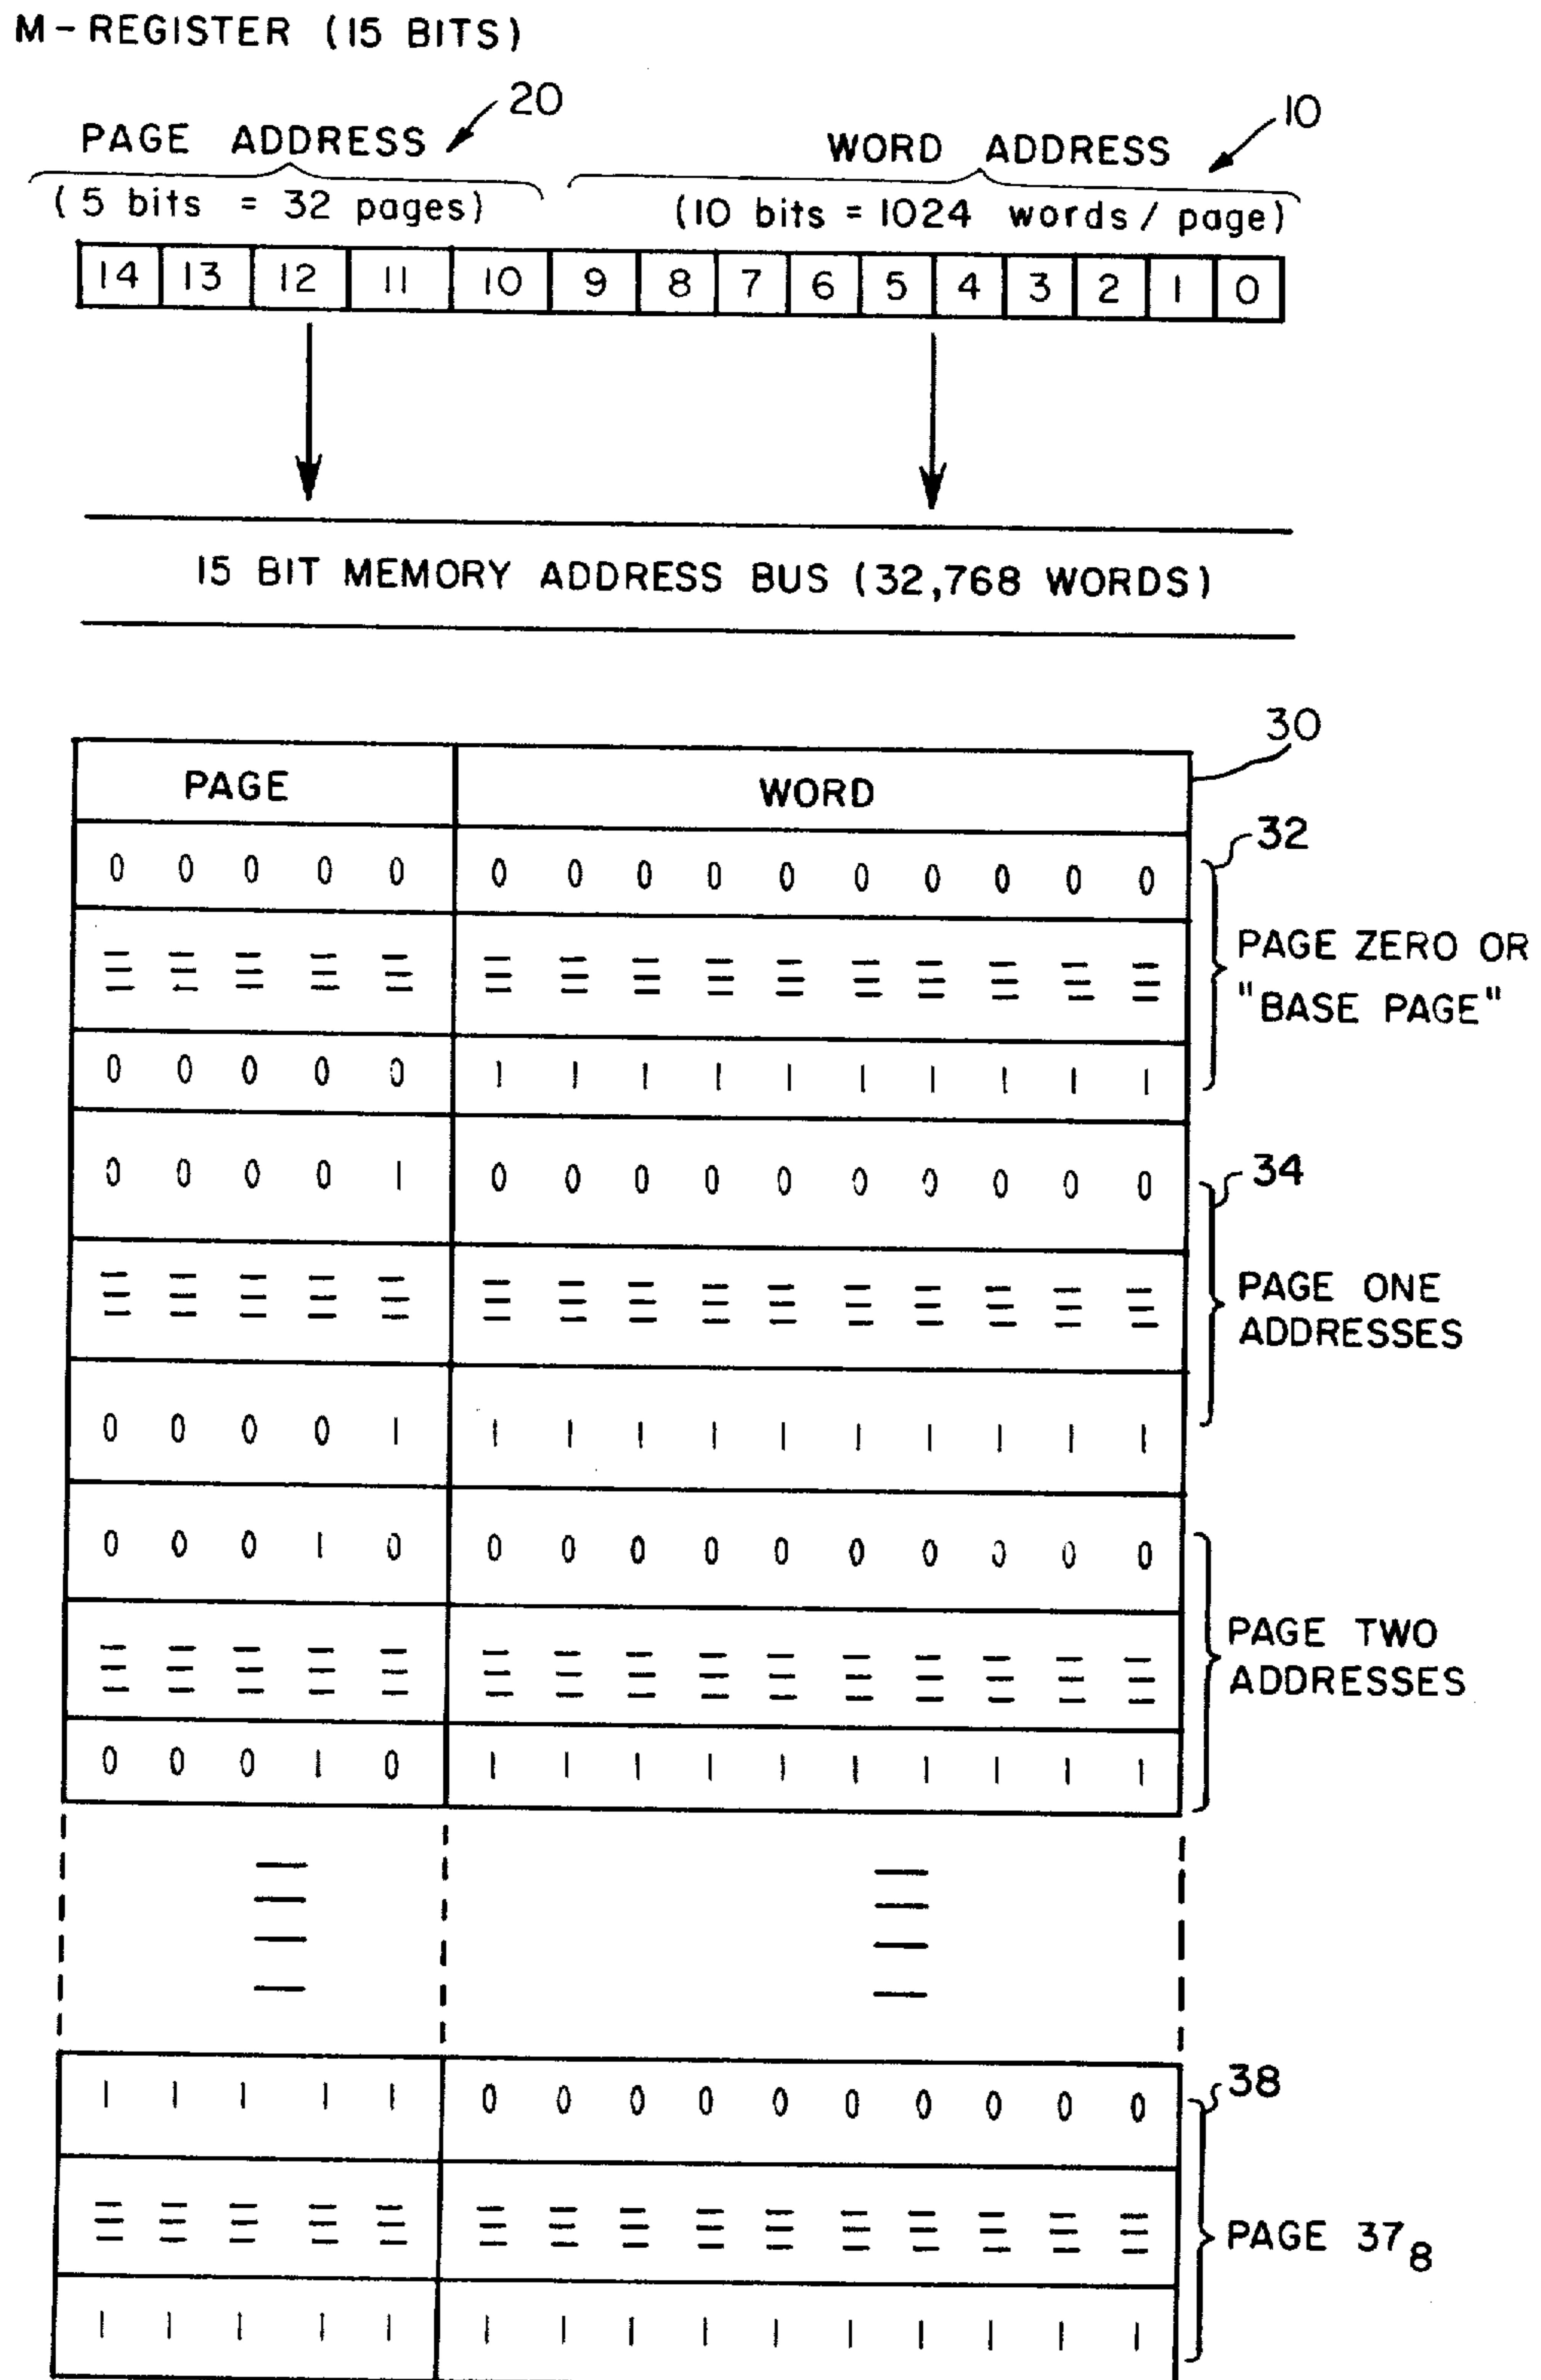 M-REGISTER (15 BITS)
20
10
PAGE ADDRESS
WORD ADDRESS
(5 bits = 32 pages)
(10 bits = 1024 words / page)
14 13 12 11 10 9 8 7 6 5 4 3 2 1 0
15 BIT MEMORY ADDRESS BUS (32,768 WORDS)
30
PAGE WORD
32
0 0 0 0 0 0 0 0 0 0 0 0 0 0 0
PAGE ZERO OR
"BASE PAGE"
0 0 0 0 0 1 1 1 1 1 1 1 1 1 1
0 0 0 0 1 0 0 0 0 0 0 0 0 0 0
34
PAGE ONE
ADDRESSES
0 0 0 0 1 1 1 1 1 1 1 1 1 1 1
0 0 0 1 0 0 0 0 0 0 0 0 0 0 0
PAGE TWO
ADDRESSES
0 0 0 1 0 1 1 1 1 1 1 1 1 1 1
38
1 1 1 1 1 0 0 0 0 0 0 0 0 0 0
PAGE 37₈
1 1 1 1 1 1 1 1 1 1 1 1 1 1 1